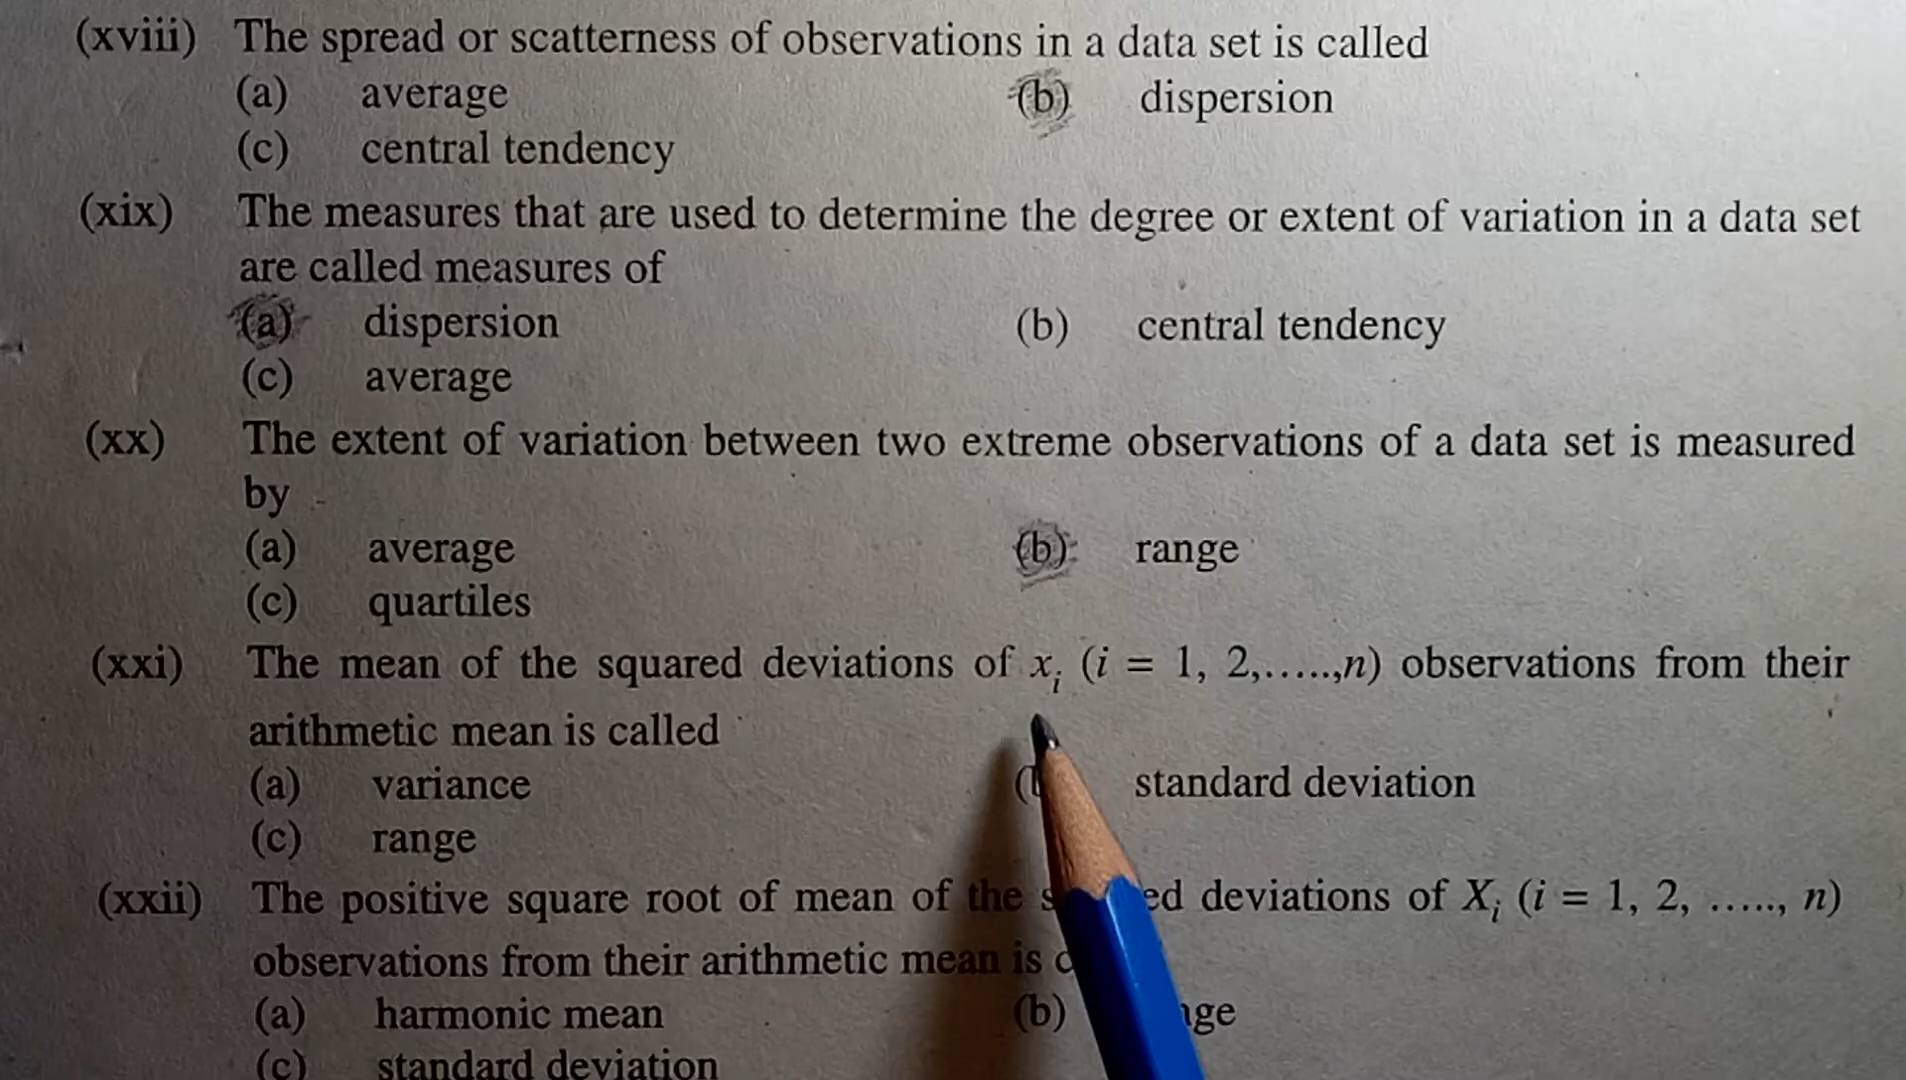 (xviii) The spread or scatterness of observations in a data set is called
(a) average (b) dispersion
(c) central tendency
(xix) The measures that are used to determine the degree or extent of variation in a data set
are called measures of
(a) dispersion (b) central tendency
(c) average
(xx) The extent of variation between two extreme observations of a data set is measured
by
(a) average (b) range
(c) quartiles
(xxi) The mean of the squared deviations of xᵢ (i = 1, 2,.....,n) observations from their
arithmetic mean is called
(a) variance standard deviation
(c) range
(xxii) The positive square root of mean of the deviations of Xᵢ (i = 1, 2, ....., n)
observations from their arithmetic mean is
(a) harmonic mean (b)
(c) standard deviation